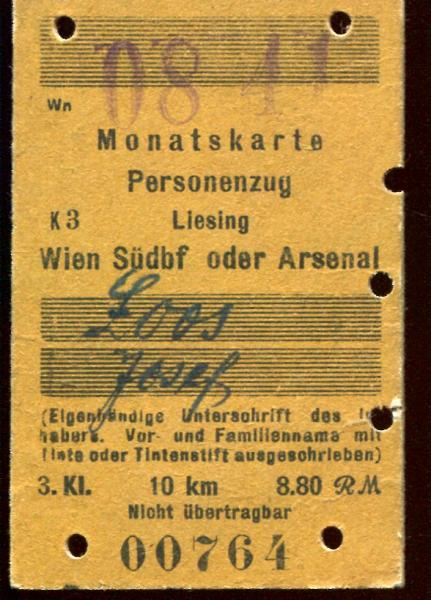 08 41
Wn
Monatskarte
Personenzug
K3 Liesing
Wien Südbf oder Arsenal
Loos
Josef
(Eigenhändige Unterschrift des In-
habers. Vor- und Familienname mit
Tinte oder Tintenstift ausgeschrieben)
3. Kl. 10 km 8.80 RM
Nicht übertragbar
00764